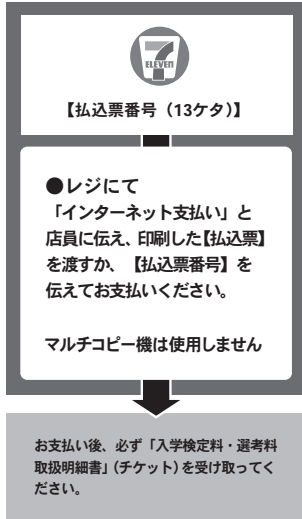 ELEVEN
【払込票番号（13ケタ）】
●レジにて
「インターネット支払い」と
店員に伝え、印刷した【払込票】
を渡すか、【払込票番号】を
伝えてお支払いください。
マルチコピー機は使用しません
お支払い後、必ず「入学検定料・選考料
取扱明細書」（チケット）を受け取ってく
ださい。